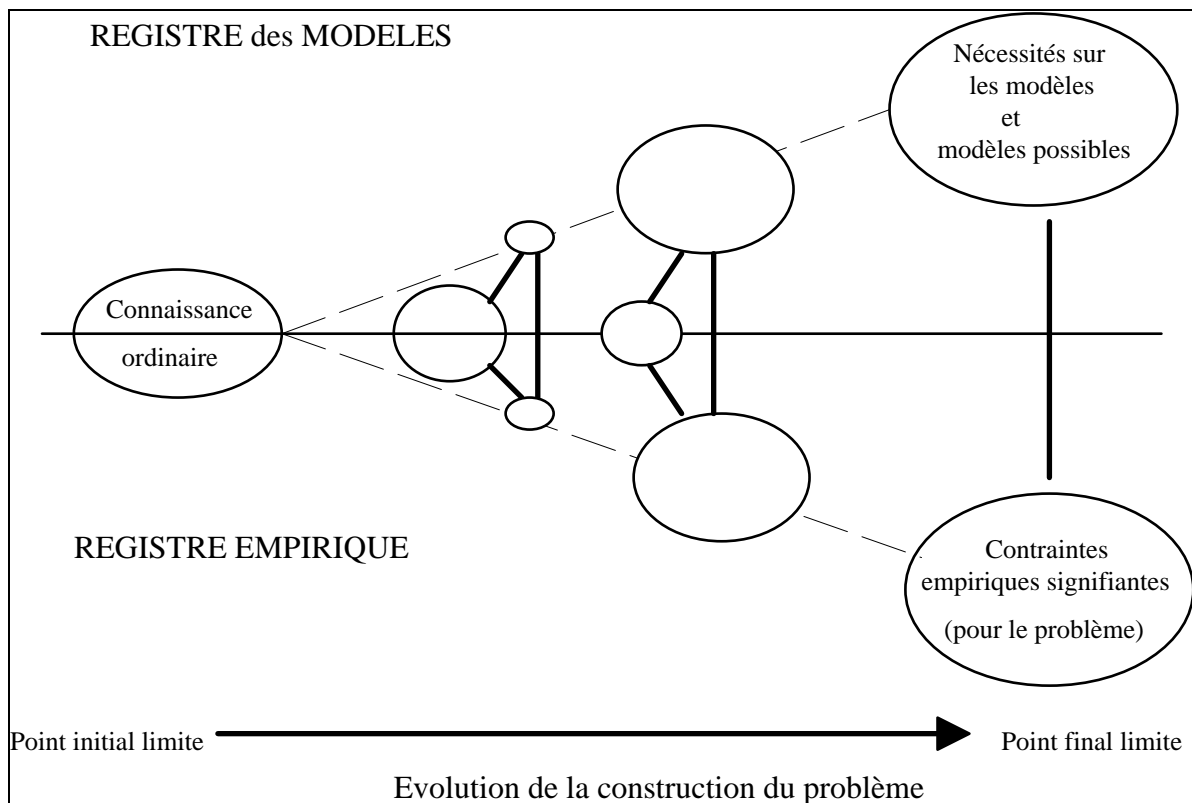 REGISTRE des MODELES
Nécessités sur
les modèles
et
modèles possibles
Connaissance
ordinaire
REGISTRE EMPIRIQUE
Contraintes
empiriques signifiantes
(pour le problème)
Point initial limite
Point final limite
Evolution de la construction du problème